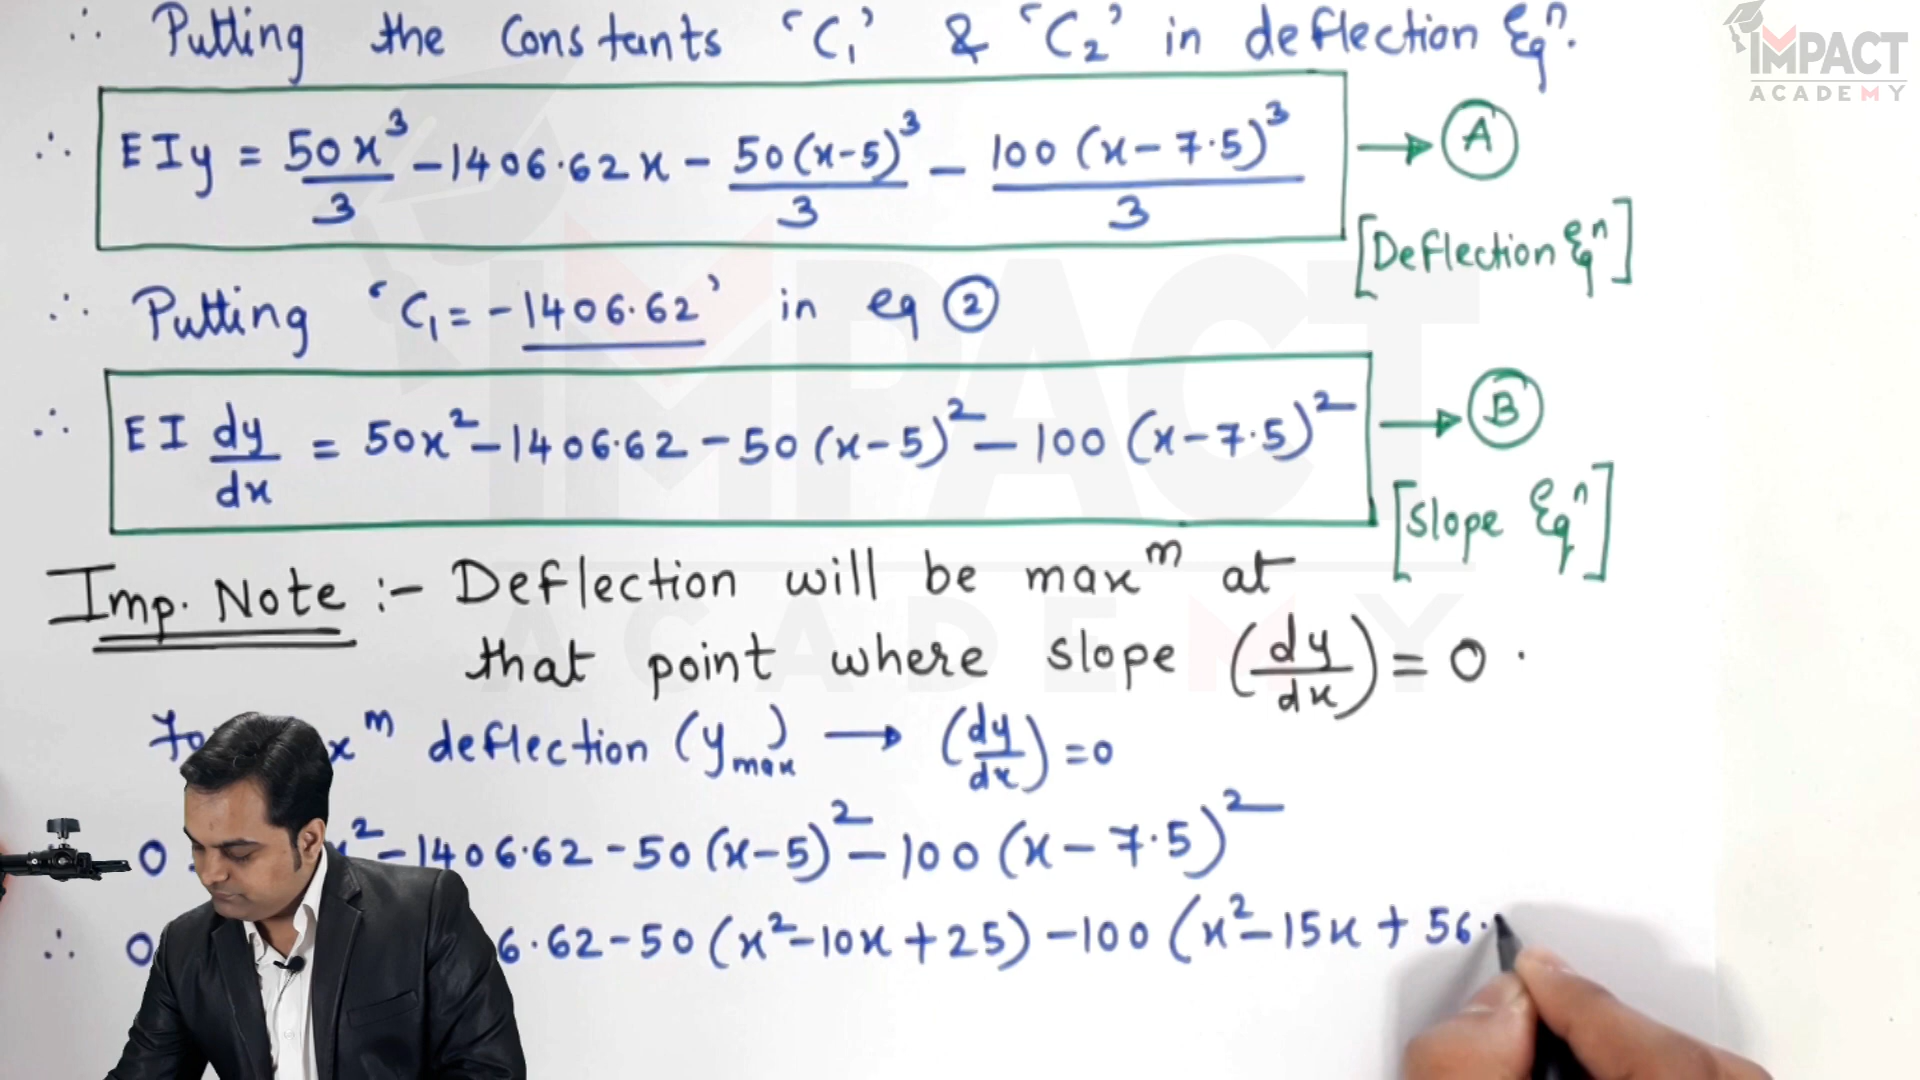 IMPACT
ACADEMY
∴ Putting the Constants 'C₁' & 'C₂' in deflection Eqⁿ.
∴ EIy = 50x³/3 - 1406.62x - 50(x-5)³/3 - 100(x-7.5)³/3 → A
[Deflection Eqⁿ]
∴ Putting 'C₁ = -1406.62' in eq ②
∴ EI dy/dx = 50x² - 1406.62 - 50(x-5)² - 100(x-7.5)² → B
[Slope Eqⁿ]
Imp. Note :- Deflection will be maxᵐ at
that point where slope (dy/dx) = 0.
xᵐ deflection (y max) → (dy/dx) = 0
0 ² - 1406.62 - 50(x-5)² - 100(x-7.5)²
∴ 0 6.62 - 50(x² - 10x + 25) - 100(x² - 15x + 56.
IMPACT
ACADEMY